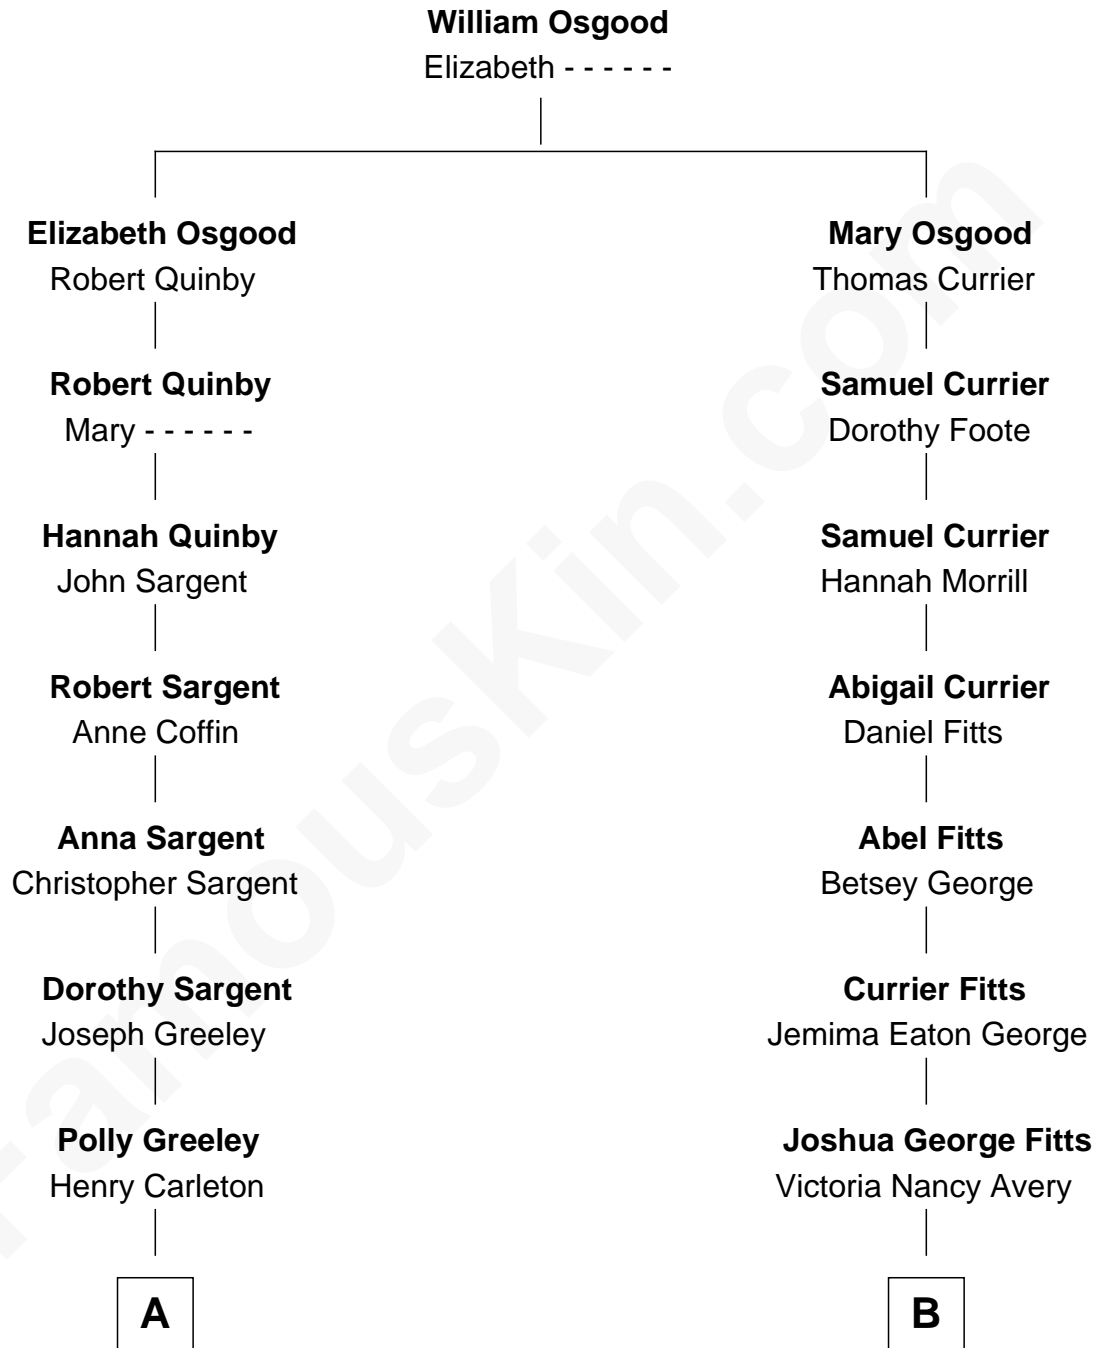 William Osgood
Elizabeth - - - - - -
Elizabeth Osgood
Robert Quinby
Mary Osgood
Thomas Currier
Robert Quinby
Mary - - - - - -
Samuel Currier
Dorothy Foote
Hannah Quinby
John Sargent
Samuel Currier
Hannah Morrill
Robert Sargent
Anne Coffin
Abigail Currier
Daniel Fitts
Anna Sargent
Christopher Sargent
Abel Fitts
Betsey George
Dorothy Sargent
Joseph Greeley
Currier Fitts
Jemima Eaton George
Polly Greeley
Henry Carleton
Joshua George Fitts
Victoria Nancy Avery
A
B
FamousKin.com